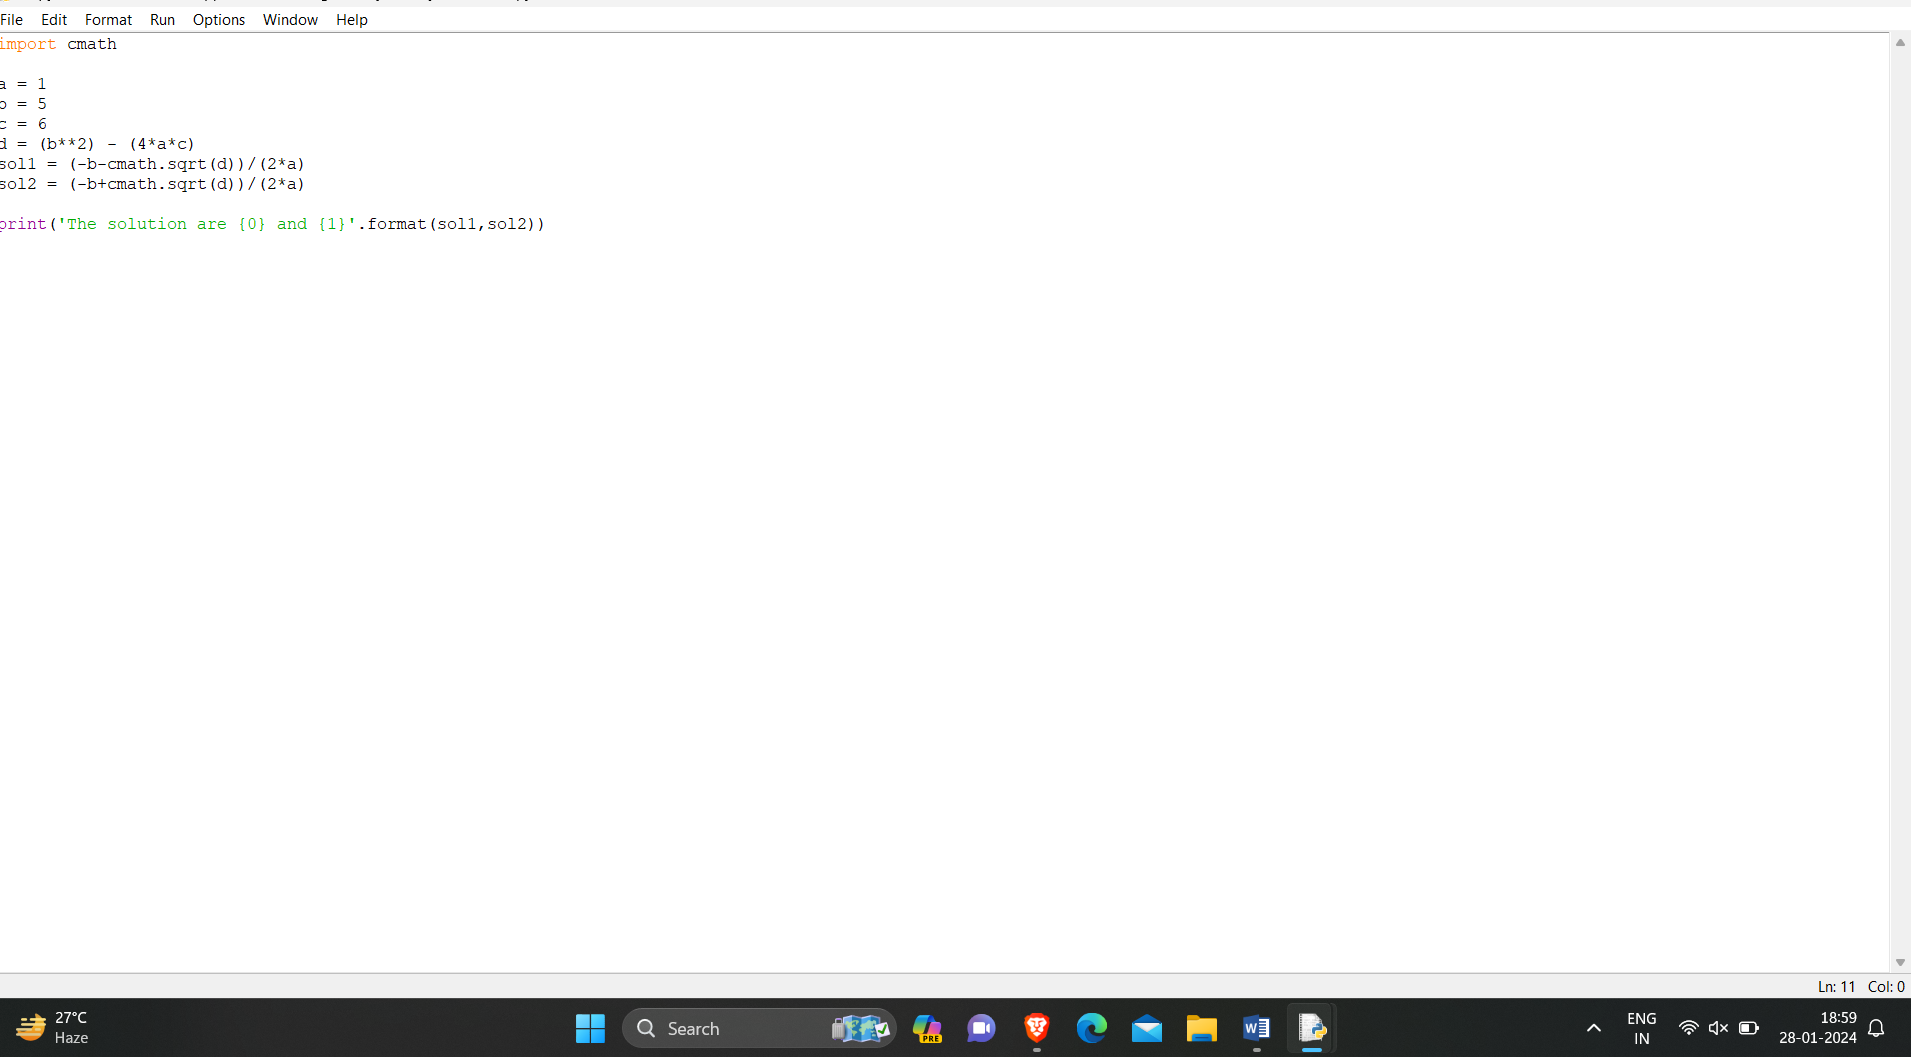 File Edit Format Run Options Window Help
import cmath
a = 1
b = 5
c = 6
d = (b**2) - (4*a*c)
sol1 = (-b-cmath.sqrt(d))/(2*a)
sol2 = (-b+cmath.sqrt(d))/(2*a)
print('The solution are {0} and {1}'.format(sol1,sol2))
Ln: 11 Col: 0
27°C
Haze
Search
PRE
W
ENG
IN
18:59
28-01-2024